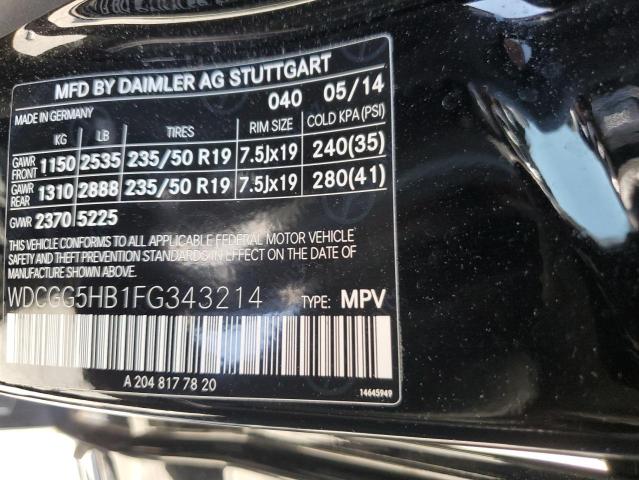 MFD BY DAIMLER AG STUTTGART
MADE IN GERMANY 040 05/14
KG LB TIRES RIM SIZE COLD KPA (PSI)
GAWR FRONT 1150 2535 235/50 R19 7.5Jx19 240(35)
GAWR REAR 1310 2888 235/50 R19 7.5Jx19 280(41)
GVWR 2370 5225
THIS VEHICLE CONFORMS TO ALL APPLICABLE FEDERAL MOTOR VEHICLE
SAFETY AND THEFT PREVENTION STANDARDS IN EFFECT ON THE DATE OF
MANUFACTURE SHOWN ABOVE.
WDCGG5HB1FG343214 TYPE: MPV
A 204 817 78 20
14645949